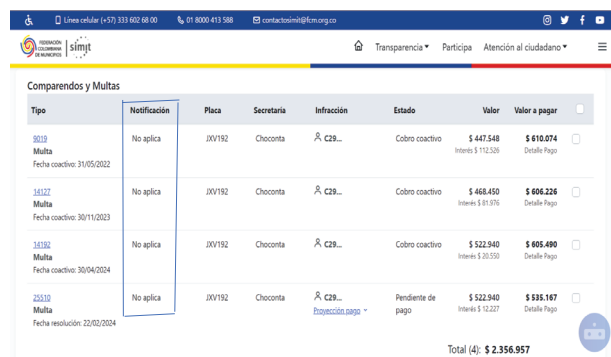 Línea celular (+57) 333 602 68 00 01 8000 413 588 contactosimit@fcm.org.co
FEDERACIÓN COLOMBIANA DE MUNICIPIOS simit Transparencia Participa Atención al ciudadano
Comparendos y Multas
Tipo Notificación Placa Secretaría Infracción Estado Valor Valor a pagar
9019 No aplica JXV192 Choconta C29... Cobro coactivo $ 447.548 $ 610.074
Multa Interés $ 112.526 Detalle Pago
Fecha coactivo: 31/05/2022
14127 No aplica JXV192 Choconta C29... Cobro coactivo $ 468.450 $ 606.226
Multa Interés $ 81.976 Detalle Pago
Fecha coactivo: 30/11/2023
14192 No aplica JXV192 Choconta C29... Cobro coactivo $ 522.940 $ 605.490
Multa Interés $ 20.550 Detalle Pago
Fecha coactivo: 30/04/2024
25510 No aplica JXV192 Choconta C29... Pendiente de pago $ 522.940 $ 535.167
Multa Proyección pago Interés $ 12.227 Detalle Pago
Fecha resolución: 22/02/2024
Total (4): $ 2.356.957